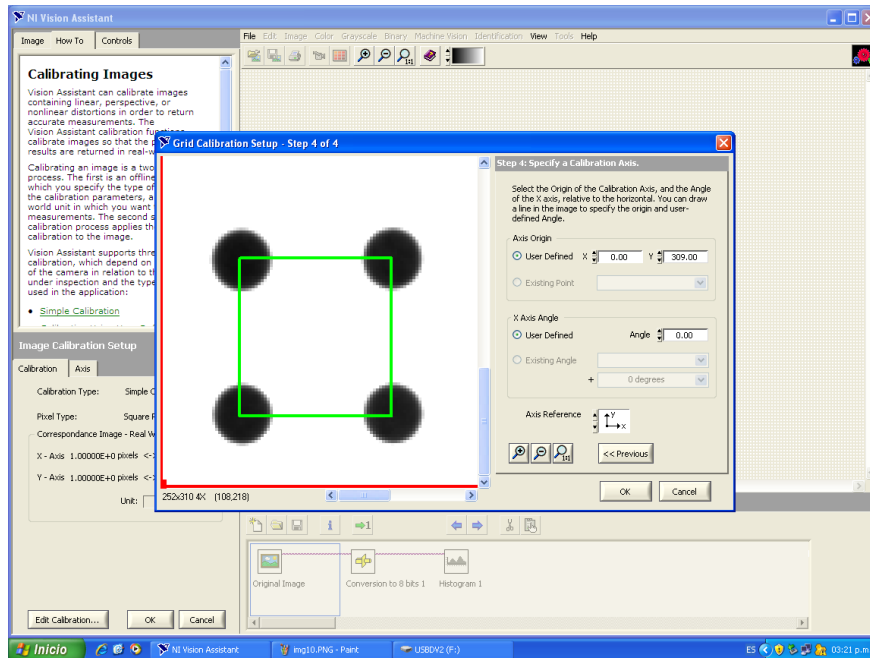 NI Vision Assistant
Image How To Controls
File Edit Image Color Grayscale Binary Machine Vision Identification View Tools Help
Calibrating Images
Vision Assistant can calibrate images
containing linear, perspective, or
nonlinear distortions in order to return
accurate measurements. The
Vision Assistant calibration
calibrate images so that the
results are returned in
Calibrating an image is a
process. The first is an offline
which you specify the type of
the calibration parameters,
world unit in which you want
measurements. The second
calibration process applies
calibration to the image.
Vision Assistant supports
calibration, which depend on
of the camera in relation to
under inspection and the type
used in the application:
• Simple Calibration
Image Calibration Setup
Calibration Axis
Calibration Type: Simple
Pixel Type: Square
Correspondance Image - Real
X - Axis 1.00000E+0 pixels <-
Y - Axis 1.00000E+0 pixels <-
Unit:
Edit Calibration... OK Cancel
Grid Calibration Setup - Step 4 of 4
252x310 4X (108,218)
Step 4: Specify a Calibration Axis.
Select the Origin of the Calibration Axis, and the Angle
of the X axis, relative to the horizontal. You can draw
a line in the image to specify the origin and user-
defined Angle.
Axis Origin
User Defined X 0.00 Y 309.00
Existing Point
X Axis Angle
User Defined Angle 0.00
Existing Angle
+ 0 degrees
Axis Reference Y X
1:1 << Previous
OK Cancel
Original Image Conversion to 8 bits 1 Histogram 1
Inicio NI Vision Assistant img10.PNG - Paint USBDV2 (F:) ES 03:21 p.m.